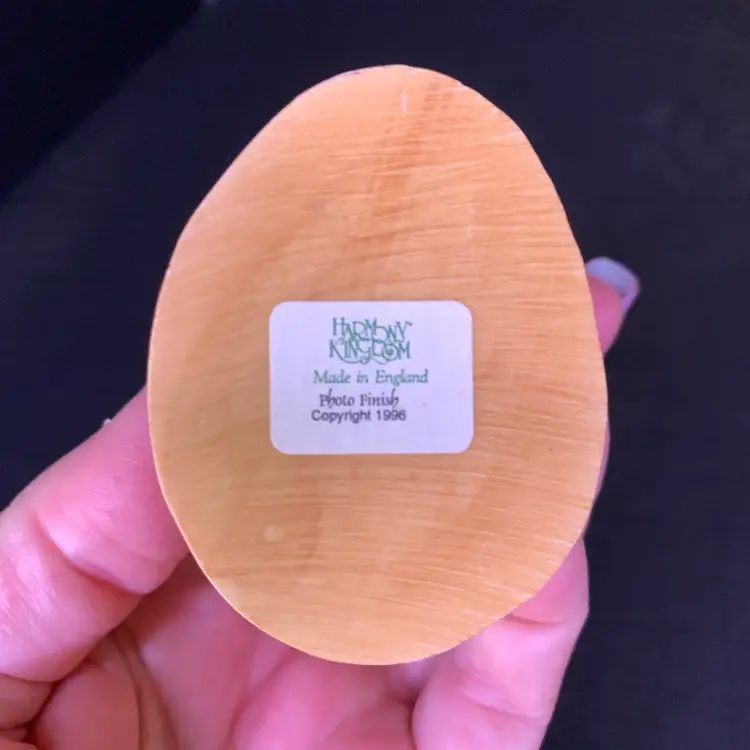 HARMONY
KINGDOM
Made in England
Photo Finish
Copyright 1996